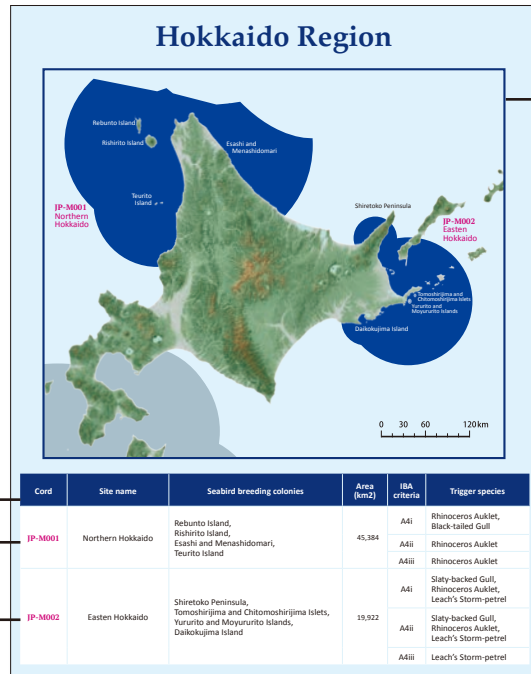 Hokkaido Region
Rebunto Island
Rishirito Island
Esashi and
Menashidomari
Teurito
Island
JP-M001
Northern
Hokkaido
Shiretoko Peninsula
JP-M002
Easten
Hokkaido
Tomoshirijima and
Chitomoshirijima Islets
Yururito and
Moyururito Islands
Daikokujima Island
0 30 60 120km
Cord Site name Seabird breeding colonies Area (km2) IBA criteria Trigger species
JP-M001 Northern Hokkaido
Rebunto Island,
Rishirito Island,
Esashi and Menashidomari,
Teurito Island
45,384
A4i Rhinoceros Auklet,
Black-tailed Gull
A4ii Rhinoceros Auklet
A4iii Rhinoceros Auklet
JP-M002 Easten Hokkaido
Shiretoko Peninsula,
Tomoshirijima and Chitomoshirijima Islets,
Yururito and Moyururito Islands,
Daikokujima Island
19,922
A4i Slaty-backed Gull,
Rhinoceros Auklet,
Leach's Storm-petrel
A4ii Slaty-backed Gull,
Rhinoceros Auklet,
Leach's Storm-petrel
A4iii Leach's Storm-petrel